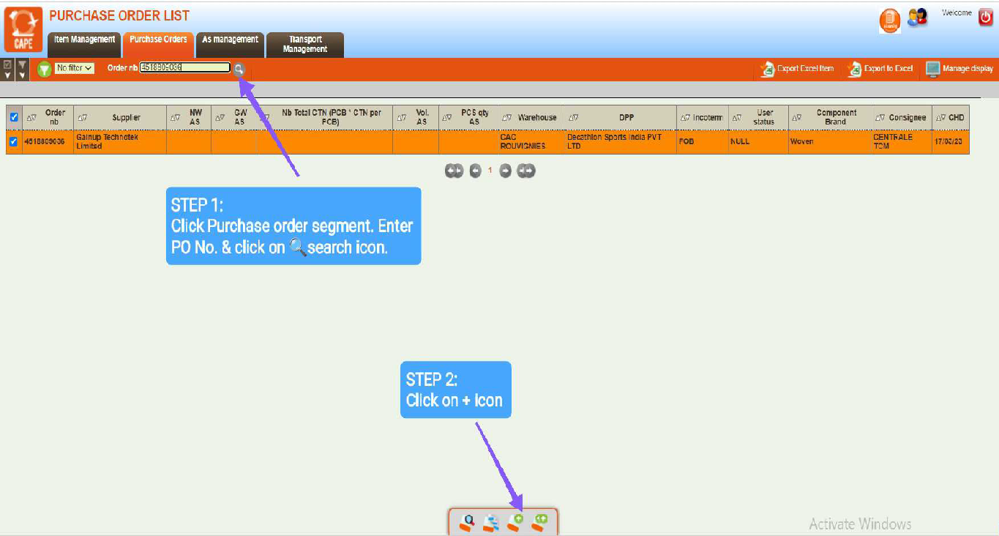 PURCHASE ORDER LIST
Welcome
CAPE
Item Management
Purchase Orders
As management
Transport
Management
No filter
Order nb
4518809036
Export Excel Item
Export to Excel
Manage display
Order
nb
Supplier
NW
AS
GW
AS
Nb Total CTN (PCB * CTN per
PCB)
Vol.
AS
PCS qty
AS
Warehouse
DPP
Incoterm
User
status
Component
Brand
Consignee
CHD
4518809036
Gainup Technotek
Limited
CAC
ROUVIGNIES
Decathlon Sports India PVT
LTD
FOB
NULL
Woven
CENTRALE
TCM
17/03/23
1
STEP 1:
Click Purchase order segment. Enter
PO No. & click on 🔍search icon.
STEP 2:
Click on + icon
Activate Windows